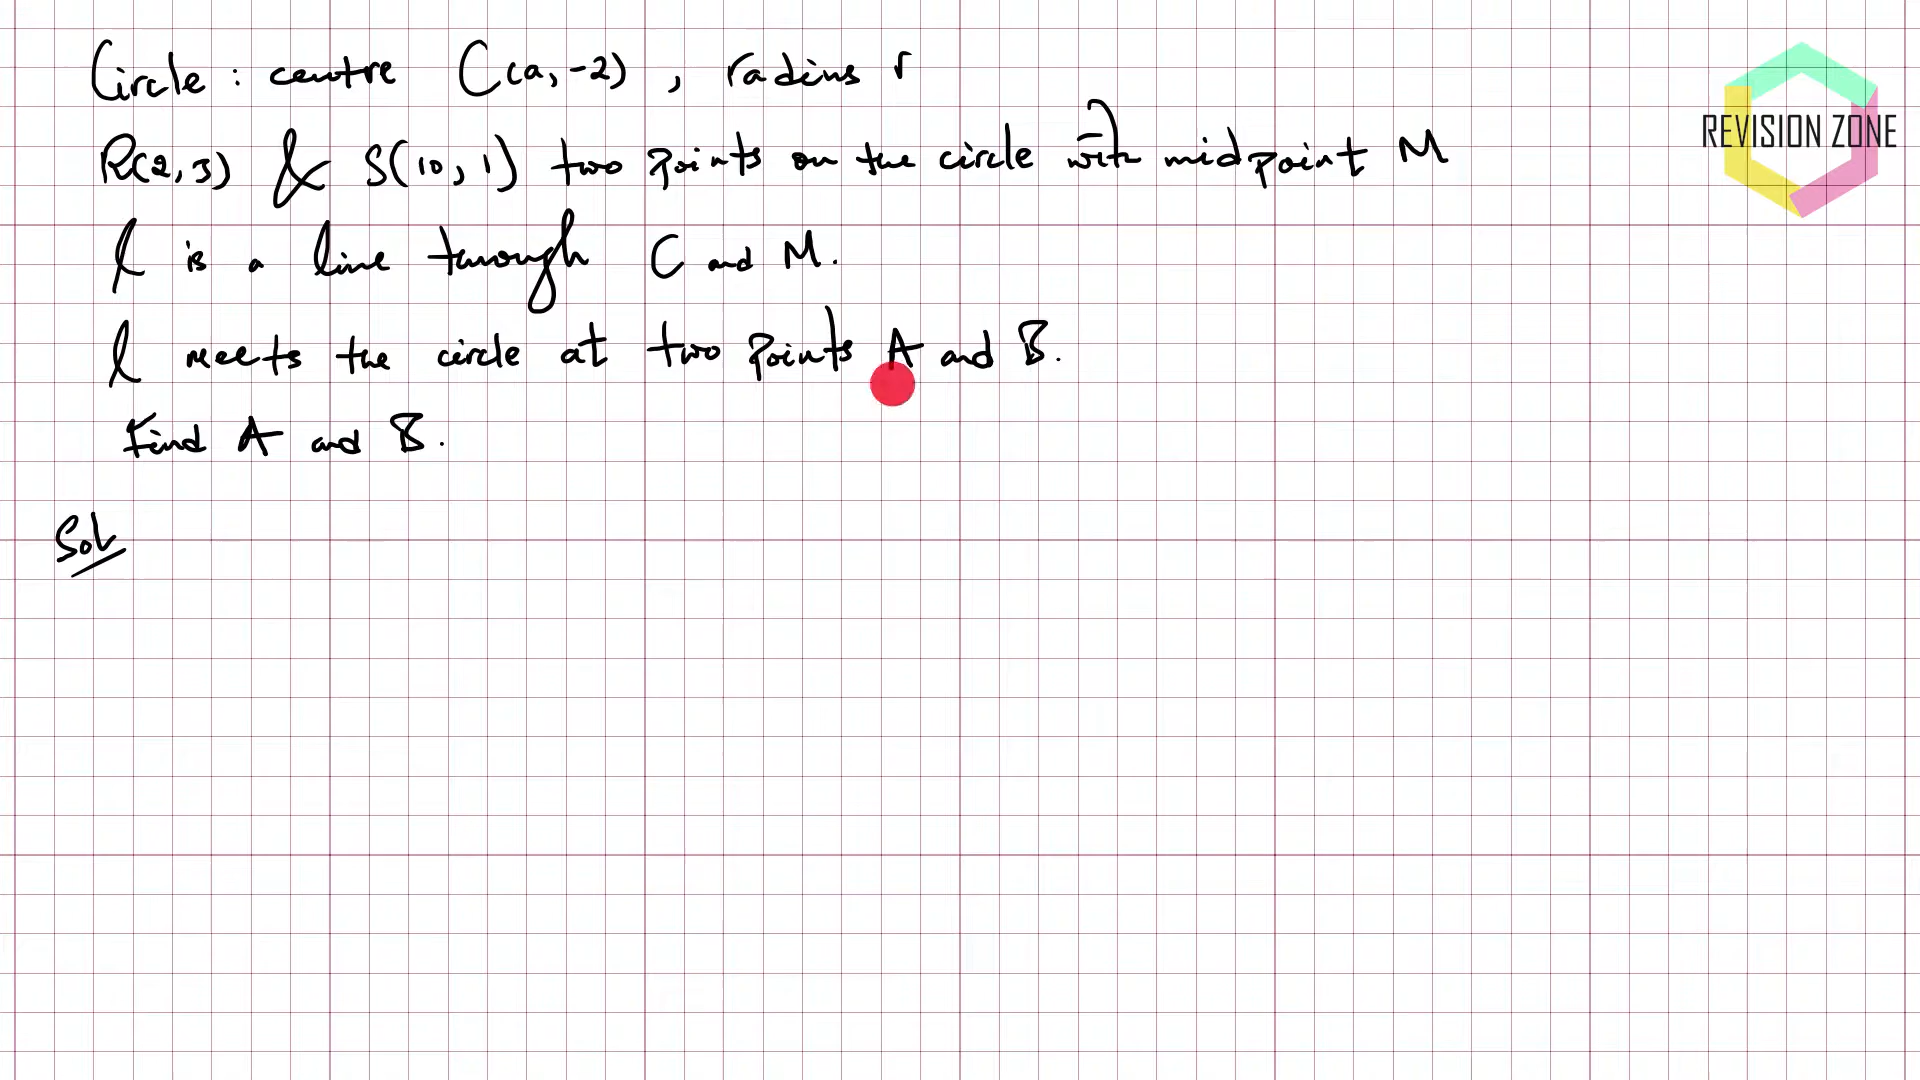 Circle : centre C(a, -2) , radius r
REVISION ZONE
R(2, 3) & S(10, 1) two points on the circle with midpoint M
l is a line through C and M.
l meets the circle at two points A and B.
Find A and B.
Sol